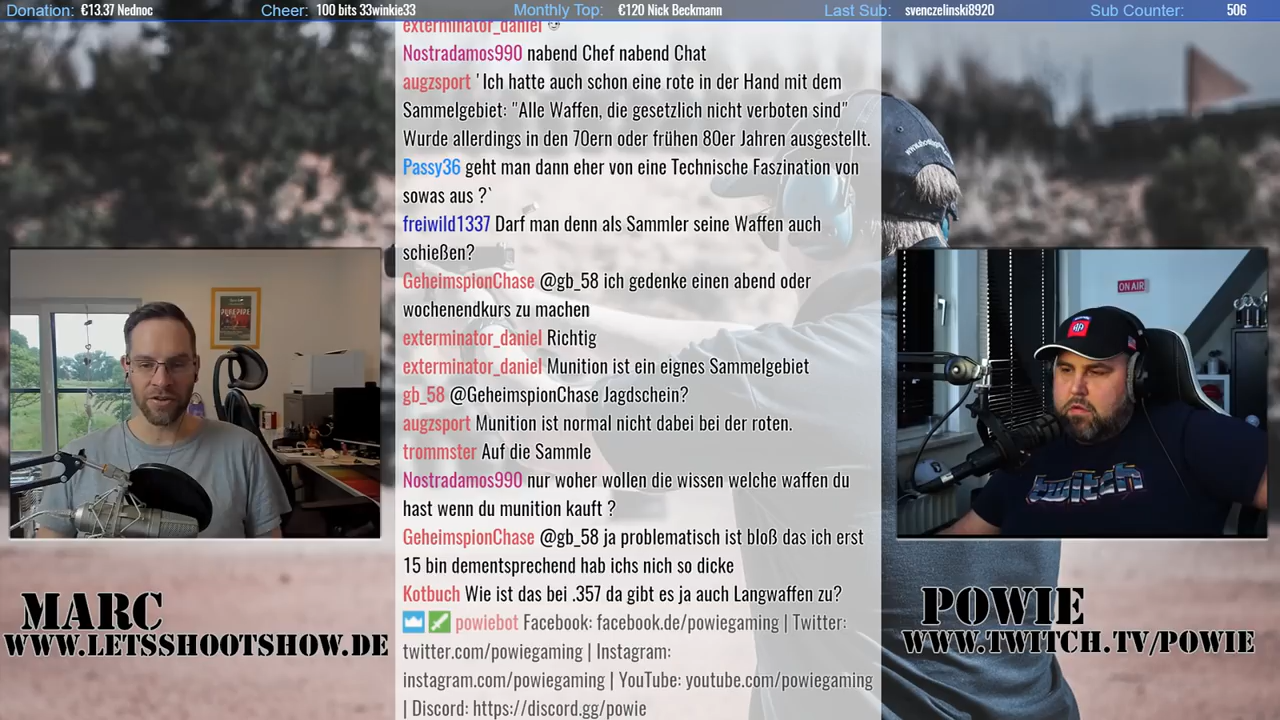 Donation: €13.37 Nednoc Cheer: 100 bits 33winkie33 Monthly Top: €120 Nick Beckmann Last Sub: svenczelinski8920 Sub Counter: 506
exterminator_daniel
Nostradamos990 nabend Chef nabend Chat
augzsport ' Ich hatte auch schon eine rote in der Hand mit dem
Sammelgebiet: "Alle Waffen, die gesetzlich nicht verboten sind"
Wurde allerdings in den 70ern oder frühen 80er Jahren ausgestellt.
Passy36 geht man dann eher von eine Technische Faszination von
sowas aus ?`
freiwild1337 Darf man denn als Sammler seine Waffen auch
schießen?
GeheimspionChase @gb_58 ich gedenke einen abend oder
wochenendkurs zu machen
exterminator_daniel Richtig
exterminator_daniel Munition ist ein eignes Sammelgebiet
gb_58 @GeheimspionChase Jagdschein?
augzsport Munition ist normal nicht dabei bei der roten.
trommster Auf die Sammle
Nostradamos990 nur woher wollen die wissen welche waffen du
hast wenn du munition kauft ?
GeheimspionChase @gb_58 ja problematisch ist bloß das ich erst
15 bin dementsprechend hab ichs nich so dicke
Kotbuch Wie ist das bei .357 da gibt es ja auch Langwaffen zu?
powiebot Facebook: facebook.de/powiegaming | Twitter:
twitter.com/powiegaming | Instagram:
instagram.com/powiegaming | YouTube: youtube.com/powiegaming
| Discord: https://discord.gg/powie
MARC
WWW.LETSSHOOTSHOW.DE
ON AIR
twitch
POWIE
WWW.TWITCH.TV/POWIE